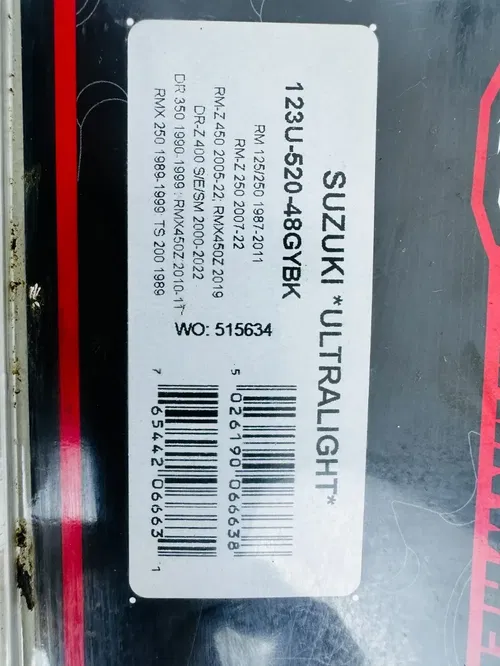 SUZUKI *ULTRALIGHT*
123U-520-48GYBK
RM 125/250 1987-2011
RM-Z 250 2007-22
RM-Z 450 2005-22; RMX450Z 2019
DR-Z 400 S/E/SM 2000-2022
DR 350 1990-1999 RMX450Z 2010-11
RMX 250 1989-1999 TS 200 1989
WO: 515634
5 026190 066638
7 65442 06663 1